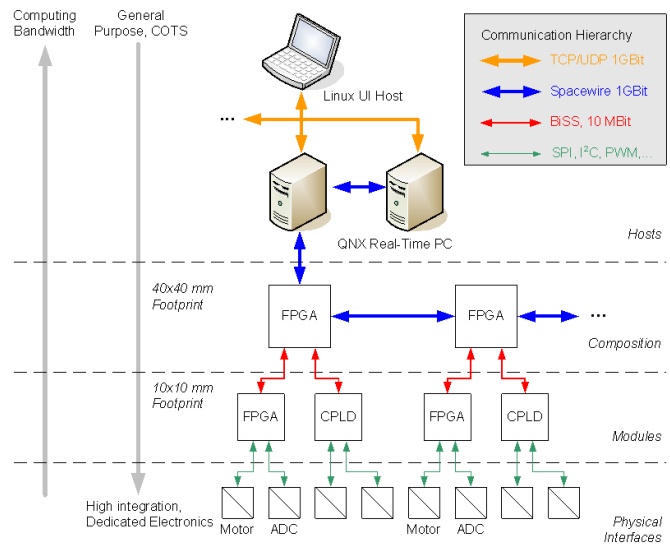 Computing
Bandwidth
General
Purpose, COTS
Communication Hierarchy
TCP/UDP 1GBit
Spacewire 1GBit
BiSS, 10 MBit
SPI, I²C, PWM,...
Linux UI Host
...
QNX Real-Time PC
Hosts
40x40 mm
Footprint
FPGA
FPGA
...
Composition
10x10 mm
Footprint
FPGA
CPLD
FPGA
CPLD
Modules
High integration,
Dedicated Electronics
Motor
ADC
Motor
ADC
Physical
Interfaces